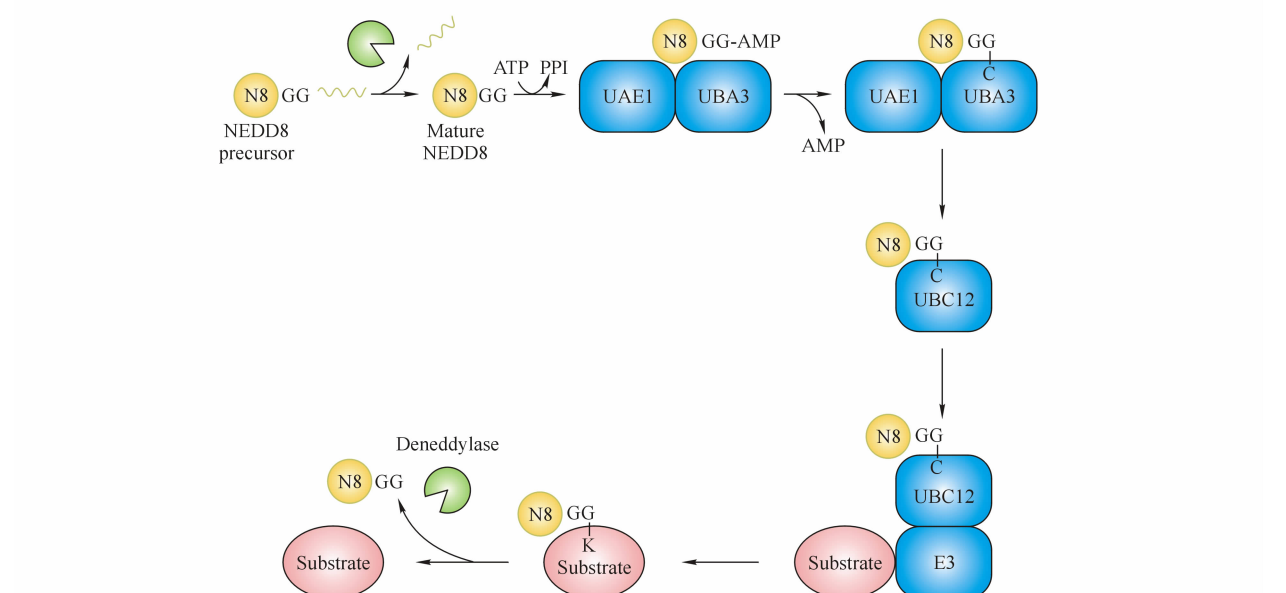 N8 GG
NEDD8
precursor
N8 GG
Mature
NEDD8
ATP PPI
N8 GG-AMP
UAE1 UBA3
AMP
N8 GG
C
UAE1 UBA3
N8 GG
C
UBC12
N8 GG
C
UBC12
Substrate E3
N8 GG
K
Substrate
Deneddylase
N8 GG
Substrate